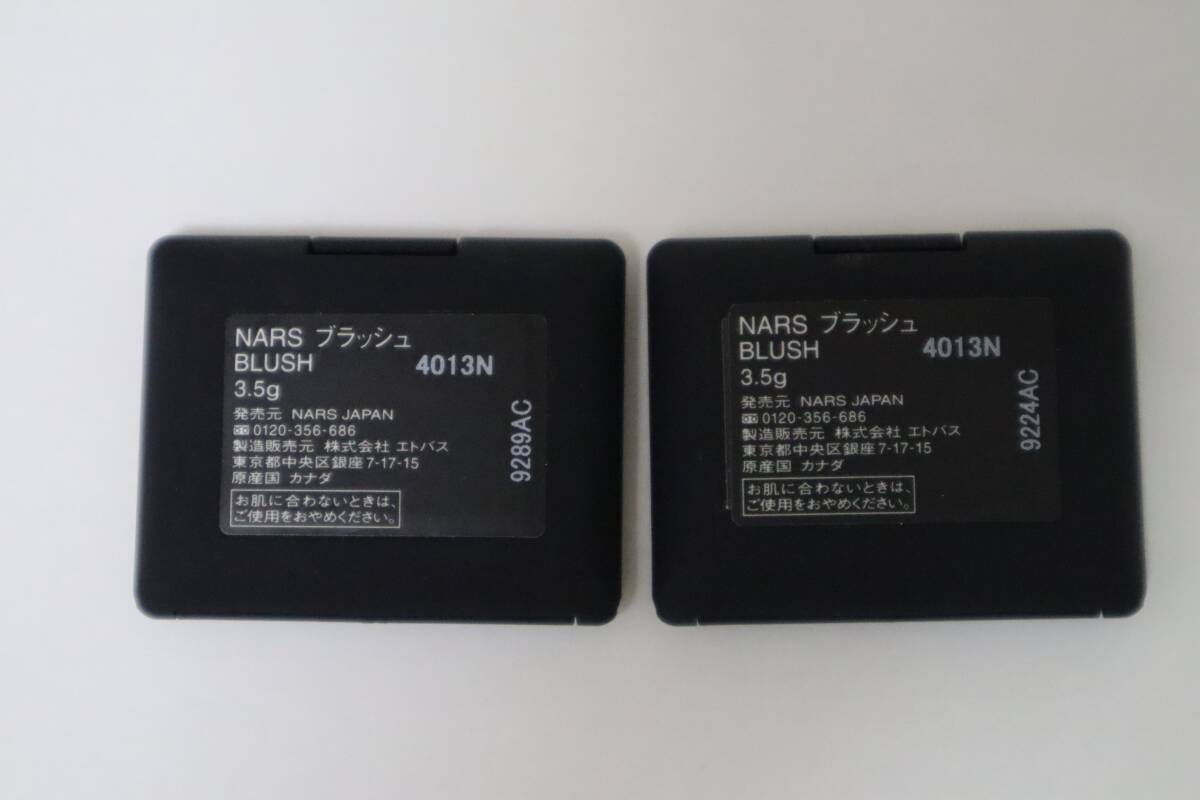 NARS ブラッシュ
BLUSH 4013N
3.5g
発売元 NARS JAPAN
0120-356-686
製造販売元 株式会社 エトバス
東京都中央区銀座7-17-15
原産国 カナダ
お肌に合わないときは、
ご使用をおやめください。
9289AC
NARS ブラッシュ
BLUSH 4013N
3.5g
発売元 NARS JAPAN
0120-356-686
製造販売元 株式会社 エトバス
東京都中央区銀座7-17-15
原産国 カナダ
お肌に合わないときは、
ご使用をおやめください。
9224AC